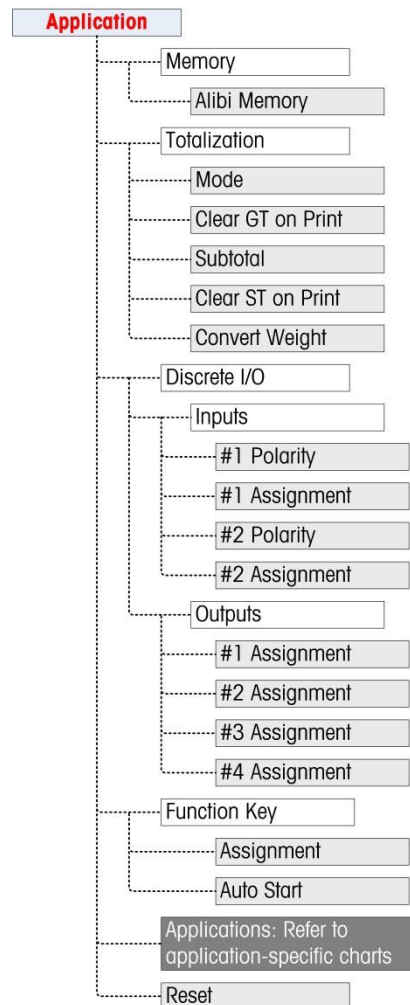 Application
Memory
Alibi Memory
Totalization
Mode
Clear GT on Print
Subtotal
Clear ST on Print
Convert Weight
Discrete I/O
Inputs
#1 Polarity
#1 Assignment
#2 Polarity
#2 Assignment
Outputs
#1 Assignment
#2 Assignment
#3 Assignment
#4 Assignment
Function Key
Assignment
Auto Start
Applications: Refer to
application-specific charts
Reset